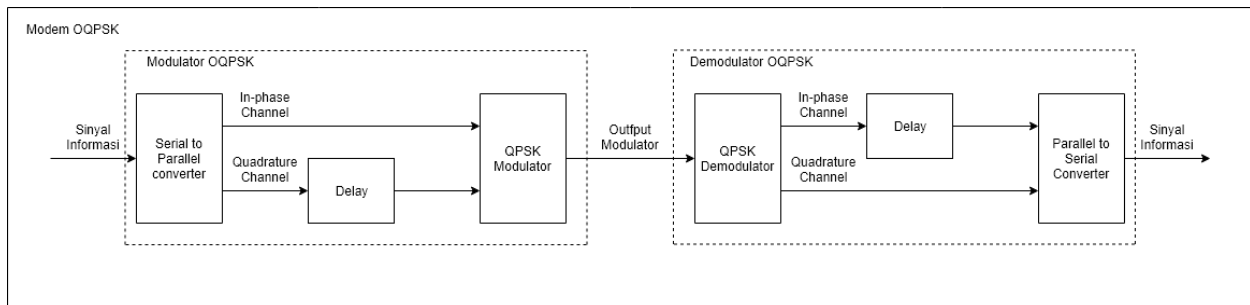 Modem OQPSK
Modulator OQPSK
Sinyal
Informasi
Serial to
Parallel
converter
In-phase
Channel
Quadrature
Channel
Delay
QPSK
Modulator
Outfput
Modulator
Demodulator OQPSK
QPSK
Demodulator
In-phase
Channel
Delay
Quadrature
Channel
Parallel to
Serial
Converter
Sinyal
Informasi